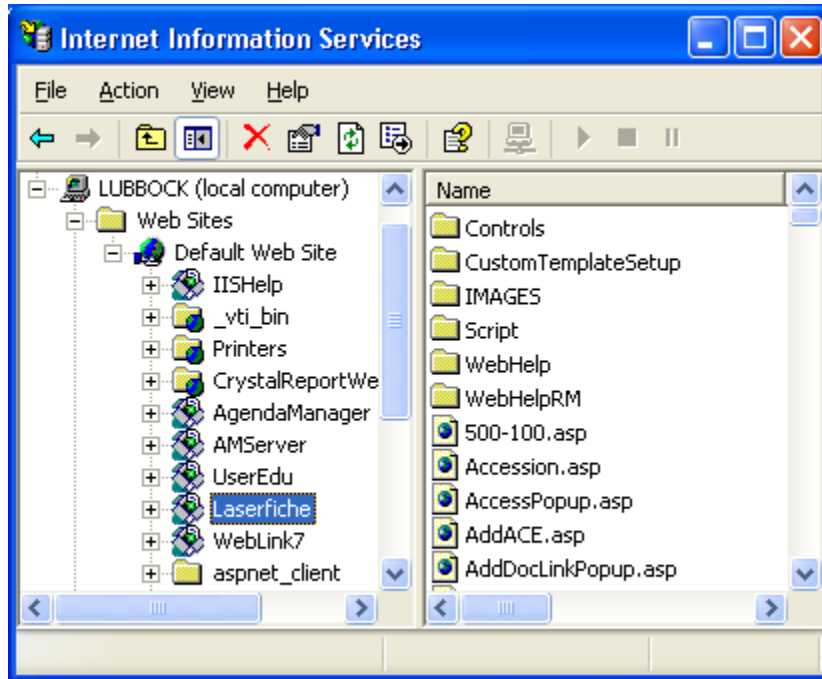 Internet Information Services
File Action View Help
LUBBOCK (local computer)
Web Sites
Default Web Site
IISHelp
_vti_bin
Printers
CrystalReportWe
AgendaManager
AMServer
UserEdu
Laserfiche
WebLink7
aspnet_client
Name
Controls
CustomTemplateSetup
IMAGES
Script
WebHelp
WebHelpRM
500-100.asp
Accession.asp
AccessPopup.asp
AddACE.asp
AddDocLinkPopup.asp